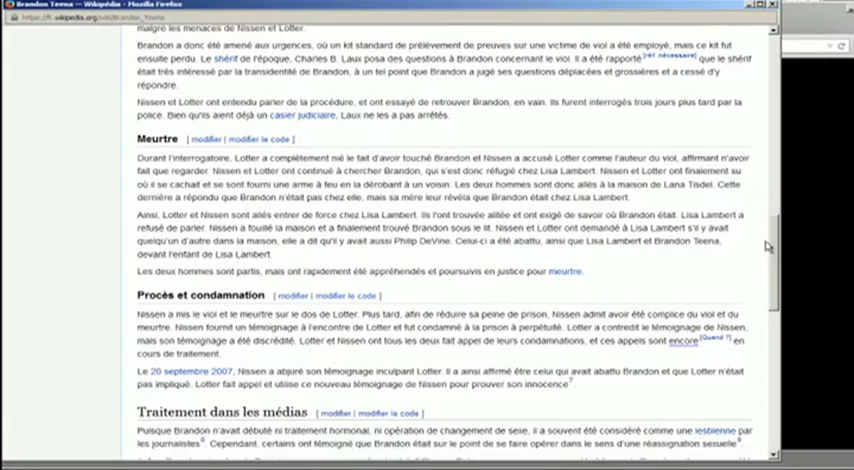 Brandon Teena — Wikipédia - Mozilla Firefox
https://fr.wikipedia.org/wiki/Brandon_Teena
malgré les menaces de Nissen et Lotter.
Brandon a donc été amené aux urgences, où un kit standard de prélèvement de preuves sur une victime de viol a été employé, mais ce kit fut
ensuite perdu. Le shérif de l'époque, Charles B. Laux posa des questions à Brandon concernant le viol. Il a été rapporté[réf. nécessaire] que le shérif
était très intéressé par la transidentité de Brandon, à un tel point que Brandon a jugé ses questions déplacées et grossières et a cessé d'y
répondre.
Nissen et Lotter ont entendu parler de la procédure, et ont essayé de retrouver Brandon, en vain. Ils furent interrogés trois jours plus tard par la
police. Bien qu'ils aient déjà un casier judiciaire, Laux ne les a pas arrêtés.
Meurtre [ modifier | modifier le code ]
Durant l'interrogatoire, Lotter a complètement nié le fait d'avoir touché Brandon et Nissen a accusé Lotter comme l'auteur du viol, affirmant n'avoir
fait que regarder. Nissen et Lotter ont continué à chercher Brandon, qui s'est donc réfugié chez Lisa Lambert. Nissen et Lotter ont finalement su
où il se cachait et se sont fourni une arme à feu en la dérobant à un voisin. Les deux hommes sont donc allés à la maison de Lana Tisdel. Cette
dernière a répondu que Brandon n'était pas chez elle, mais sa mère leur révéla que Brandon était chez Lisa Lambert.
Ainsi, Lotter et Nissen sont allés entrer de force chez Lisa Lambert. Ils l'ont trouvée alitée et ont exigé de savoir où Brandon était. Lisa Lambert a
refusé de parler. Nissen a fouillé la maison et a finalement trouvé Brandon sous le lit. Nissen et Lotter ont demandé à Lisa Lambert s'il y avait
quelqu'un d'autre dans la maison, elle a dit qu'il y avait aussi Philip DeVine. Celui-ci a été abattu, ainsi que Lisa Lambert et Brandon Teena,
devant l'enfant de Lisa Lambert.
Les deux hommes sont partis, mais ont rapidement été appréhendés et poursuivis en justice pour meurtre.
Procès et condamnation [ modifier | modifier le code ]
Nissen a mis le viol et le meurtre sur le dos de Lotter. Plus tard, afin de réduire sa peine de prison, Nissen admit avoir été complice du viol et du
meurtre. Nissen fournit un témoignage à l'encontre de Lotter et fut condamné à la prison à perpétuité. Lotter a contredit le témoignage de Nissen,
mais son témoignage a été discrédité. Lotter et Nissen ont tous les deux fait appel de leurs condamnations, et ces appels sont encore[Quand ?] en
cours de traitement.
Le 20 septembre 2007, Nissen a abjuré son témoignage inculpant Lotter. Il a ainsi affirmé être celui qui avait abattu Brandon et que Lotter n'était
pas impliqué. Lotter fait appel et utilise ce nouveau témoignage de Nissen pour prouver son innocence7.
Traitement dans les médias [ modifier | modifier le code ]
Puisque Brandon n'avait débuté ni traitement hormonal, ni opération de changement de sexe, il a souvent été considéré comme une lesbienne par
les journalistes8. Cependant, certains ont témoigné que Brandon était sur le point de se faire opérer dans le sens d'une réassignation sexuelle9